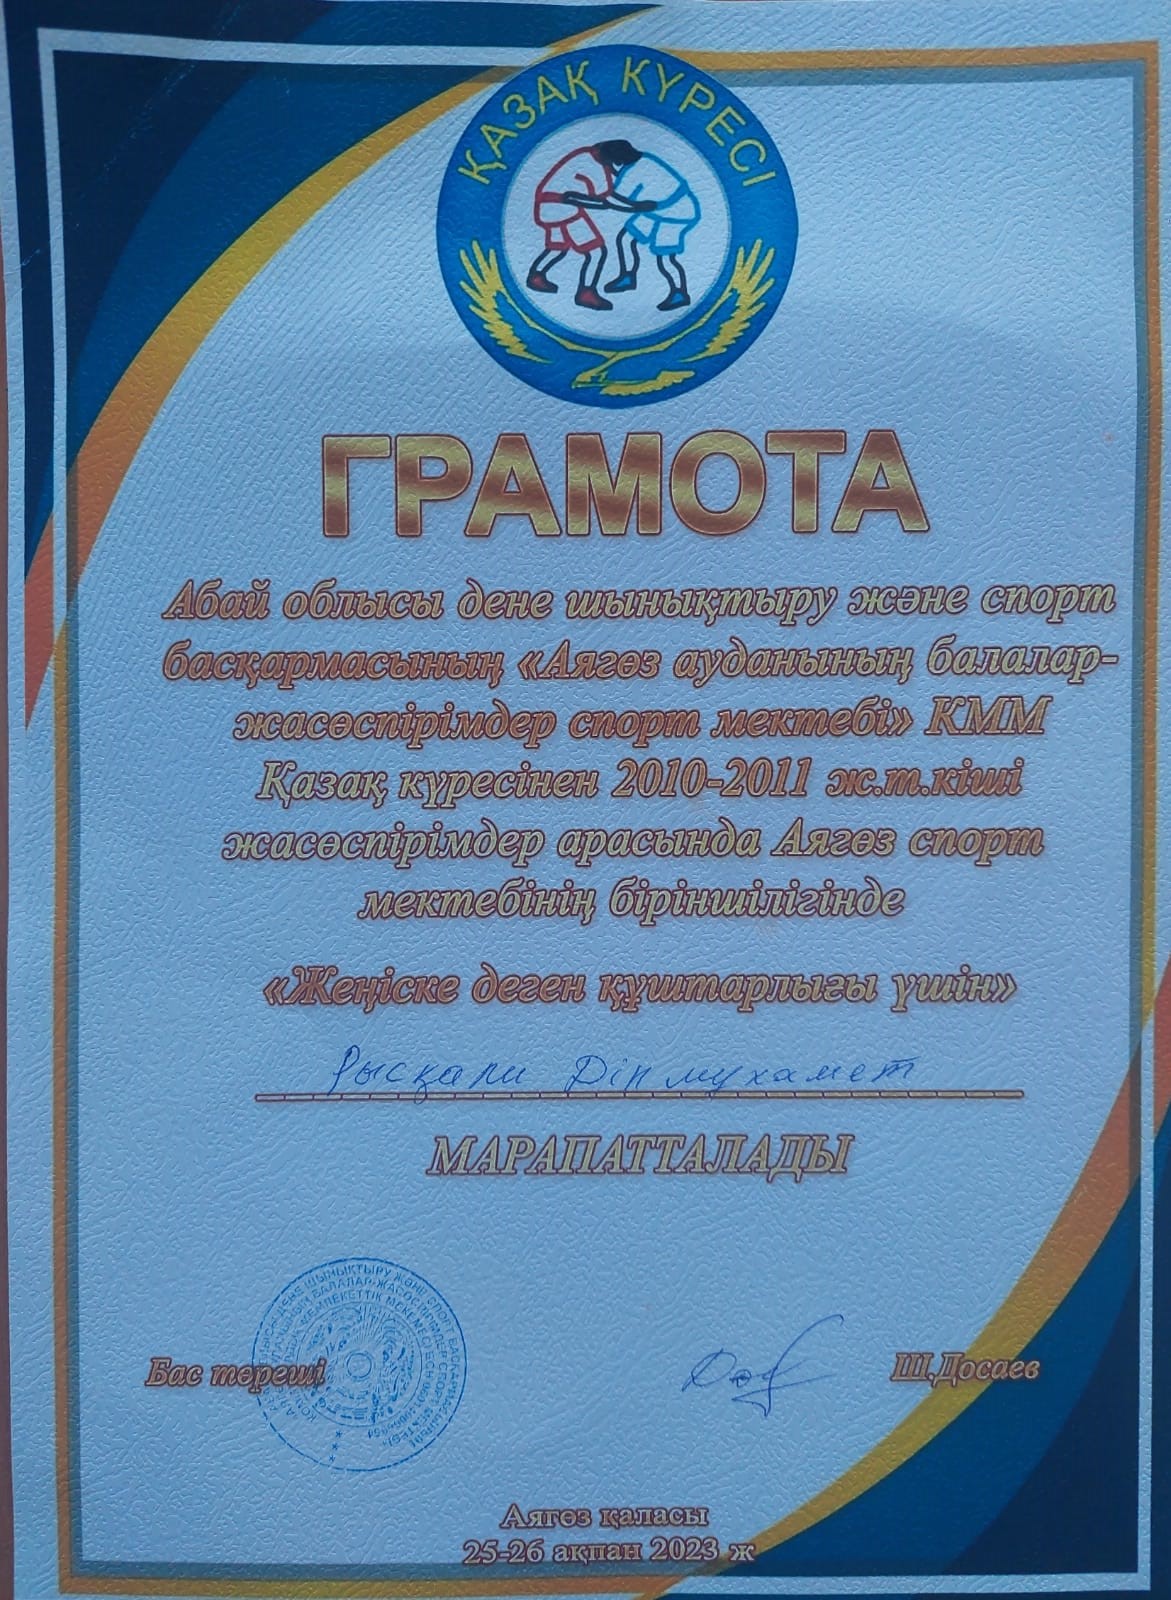 ҚАЗАҚ КҮРЕСІ
ГРАМОТА
Абай облысы дене шынықтыру және спорт
басқармасының «Аягөз ауданының балалар-
жасөспірімдер спорт мектебі» КММ
Қазақ күресінен 2010-2011 ж.т.кіші
жасөспірімдер арасында Аягөз спорт
мектебінің біріншілігінде
«Жеңіске деген құштарлығы үшін»
Рысқали Дінмухамет
МАРАПАТТАЛАДЫ
Бас төреші
Ш.Досаев
Аягөз қаласы
25-26 ақпан 2023 ж